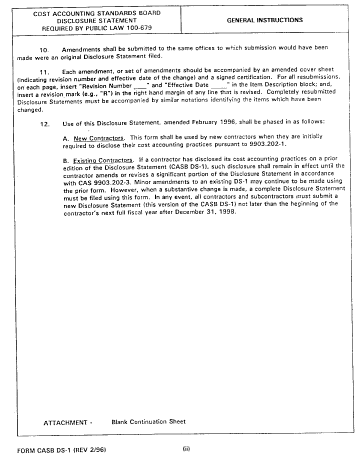 COST ACCOUNTING STANDARDS BOARD
DISCLOSURE STATEMENT
REQUIRED BY PUBLIC LAW 100-679
GENERAL INSTRUCTIONS
10. Amendments shall be submitted to the same offices to which submission would have been
made were an original Disclosure Statement filed.
11. Each amendment, or set of amendments should be accompanied by an amended cover sheet
(indicating revision number and effective date of the change) and a signed certification. For all resubmissions,
on each page, insert "Revision Number ____" and "Effective Date ____" in the Item Description block; and,
insert a revision mark (e.g., "R") in the right hand margin of any line that is revised. Completely resubmitted
Disclosure Statements must be accompanied by similar notations identifying the items which have been
changed.
12. Use of this Disclosure Statement, amended February 1996, shall be phased in as follows:
A. New Contractors. This form shall be used by new contractors when they are initially
required to disclose their cost accounting practices pursuant to 9903.202-1.
B. Existing Contractors. If a contractor has disclosed its cost accounting practices on a prior
edition of the Disclosure Statement (CASB DS-1), such disclosure shall remain in effect until the
contractor amends or revises a significant portion of the Disclosure Statement in accordance
with CAS 9903.202-3. Minor amendments to an existing DS-1 may continue to be made using
the prior form. However, when a substantive change is made, a complete Disclosure Statement
must be filed using this form. In any event, all contractors and subcontractors must submit a
new Disclosure Statement (this version of the CASB DS-1) not later than the beginning of the
contractor's next full fiscal year after December 31, 1998.
ATTACHMENT - Blank Continuation Sheet
FORM CASB DS-1 (REV 2/96)